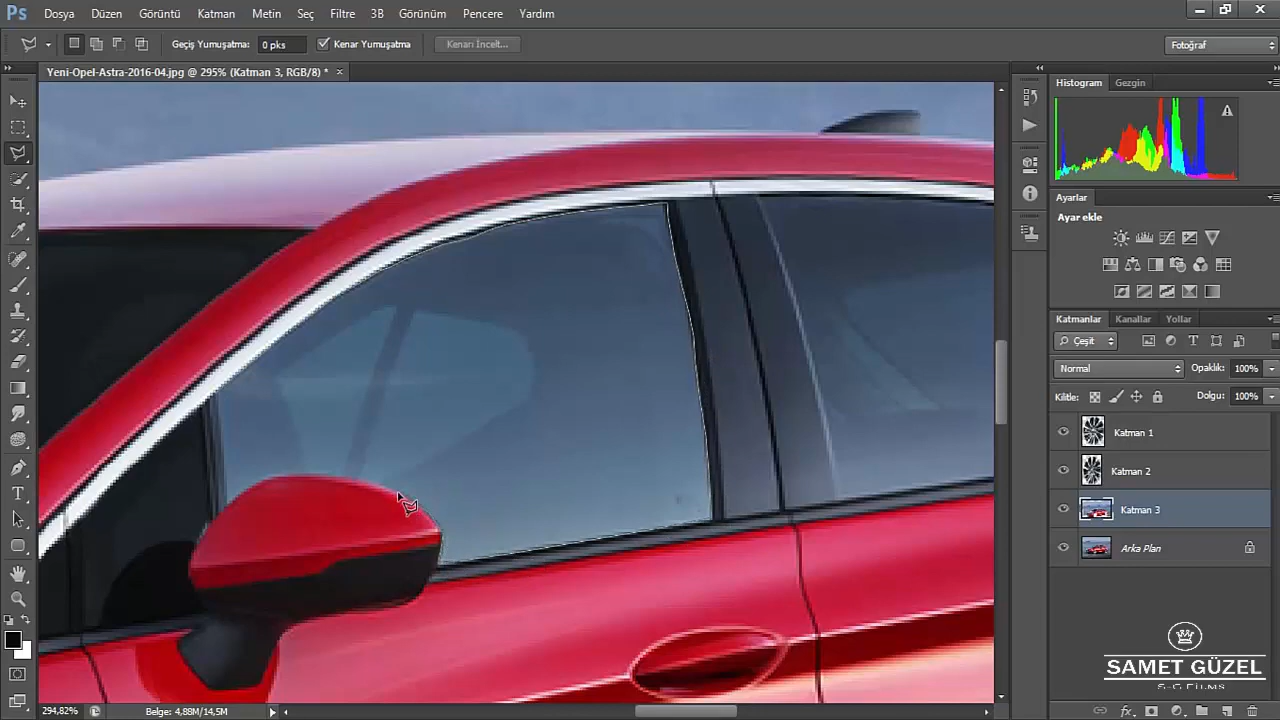 Ps Dosya Düzen Görüntü Katman Metin Seç Filtre 3B Görünüm Pencere Yardım
Geçiş Yumuşatma: 0 pks Kenar Yumuşatma Kenarı İncelt... Fotoğraf
Yeni-Opel-Astra-2016-04.jpg @ 295% (Katman 3, RGB/8) * ×
Histogram Gezgin
Ayarlar
Ayar ekle
Katmanlar Kanallar Yollar
Çeşit
Normal Opaklık: 100%
Kilitle: Dolgu: 100%
Katman 1
Katman 2
Katman 3
Arka Plan
SAMET GÜZEL
S-G FİLMS
294,82% Belge: 4,88M/14,5M